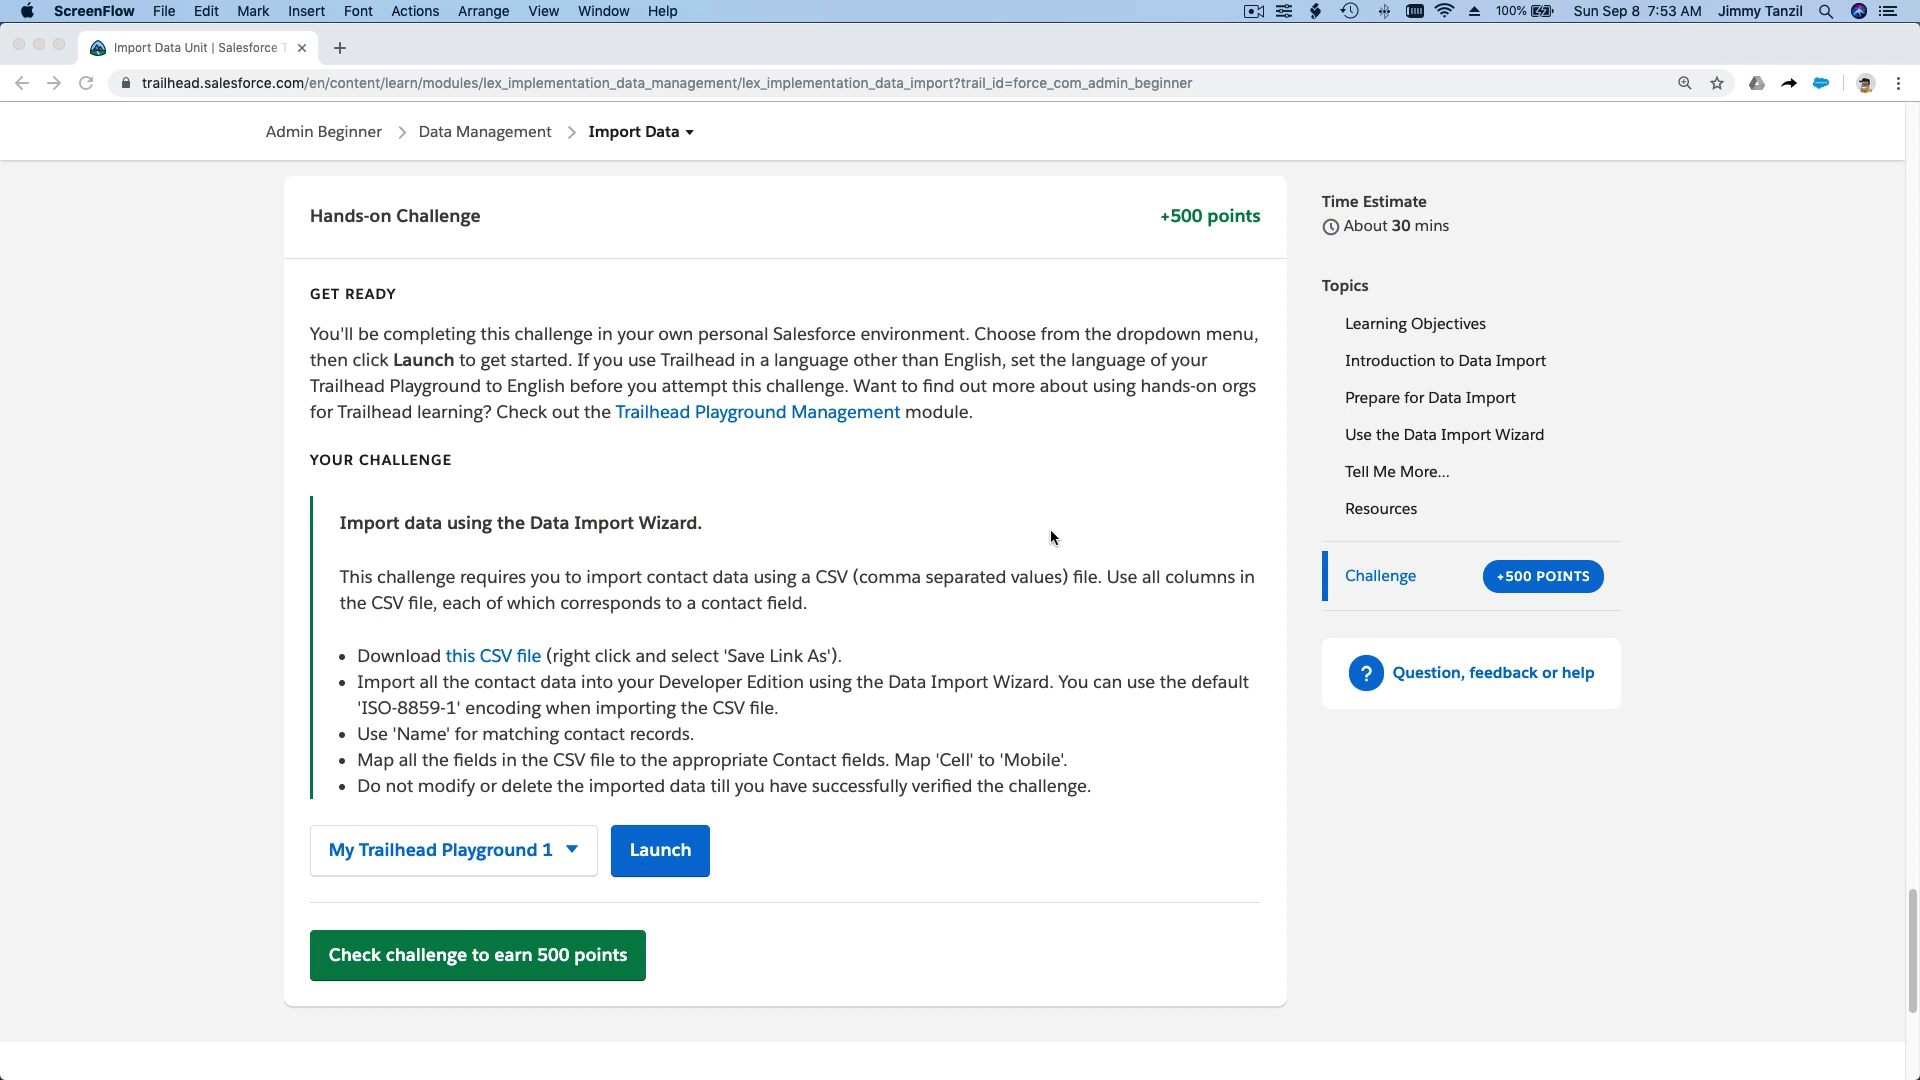 ScreenFlow File Edit Mark Insert Font Actions Arrange View Window Help 100% Sun Sep 8 7:53 AM Jimmy Tanzil
Import Data Unit | Salesforce T
trailhead.salesforce.com/en/content/learn/modules/lex_implementation_data_management/lex_implementation_data_import?trail_id=force_com_admin_beginner
Admin Beginner > Data Management > Import Data
Hands-on Challenge
+500 points
GET READY
You'll be completing this challenge in your own personal Salesforce environment. Choose from the dropdown menu,
then click Launch to get started. If you use Trailhead in a language other than English, set the language of your
Trailhead Playground to English before you attempt this challenge. Want to find out more about using hands-on orgs
for Trailhead learning? Check out the Trailhead Playground Management module.
YOUR CHALLENGE
Import data using the Data Import Wizard.
This challenge requires you to import contact data using a CSV (comma separated values) file. Use all columns in
the CSV file, each of which corresponds to a contact field.
• Download this CSV file (right click and select 'Save Link As').
• Import all the contact data into your Developer Edition using the Data Import Wizard. You can use the default
'ISO-8859-1' encoding when importing the CSV file.
• Use 'Name' for matching contact records.
• Map all the fields in the CSV file to the appropriate Contact fields. Map 'Cell' to 'Mobile'.
• Do not modify or delete the imported data till you have successfully verified the challenge.
My Trailhead Playground 1
Launch
Check challenge to earn 500 points
Time Estimate
About 30 mins
Topics
Learning Objectives
Introduction to Data Import
Prepare for Data Import
Use the Data Import Wizard
Tell Me More...
Resources
Challenge
+500 POINTS
? Question, feedback or help